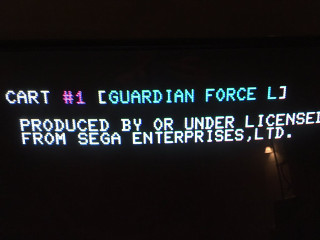 CART #1 [GUARDIAN FORCE L]
PRODUCED BY OR UNDER LICENSED
FROM SEGA ENTERPRISES,LTD.